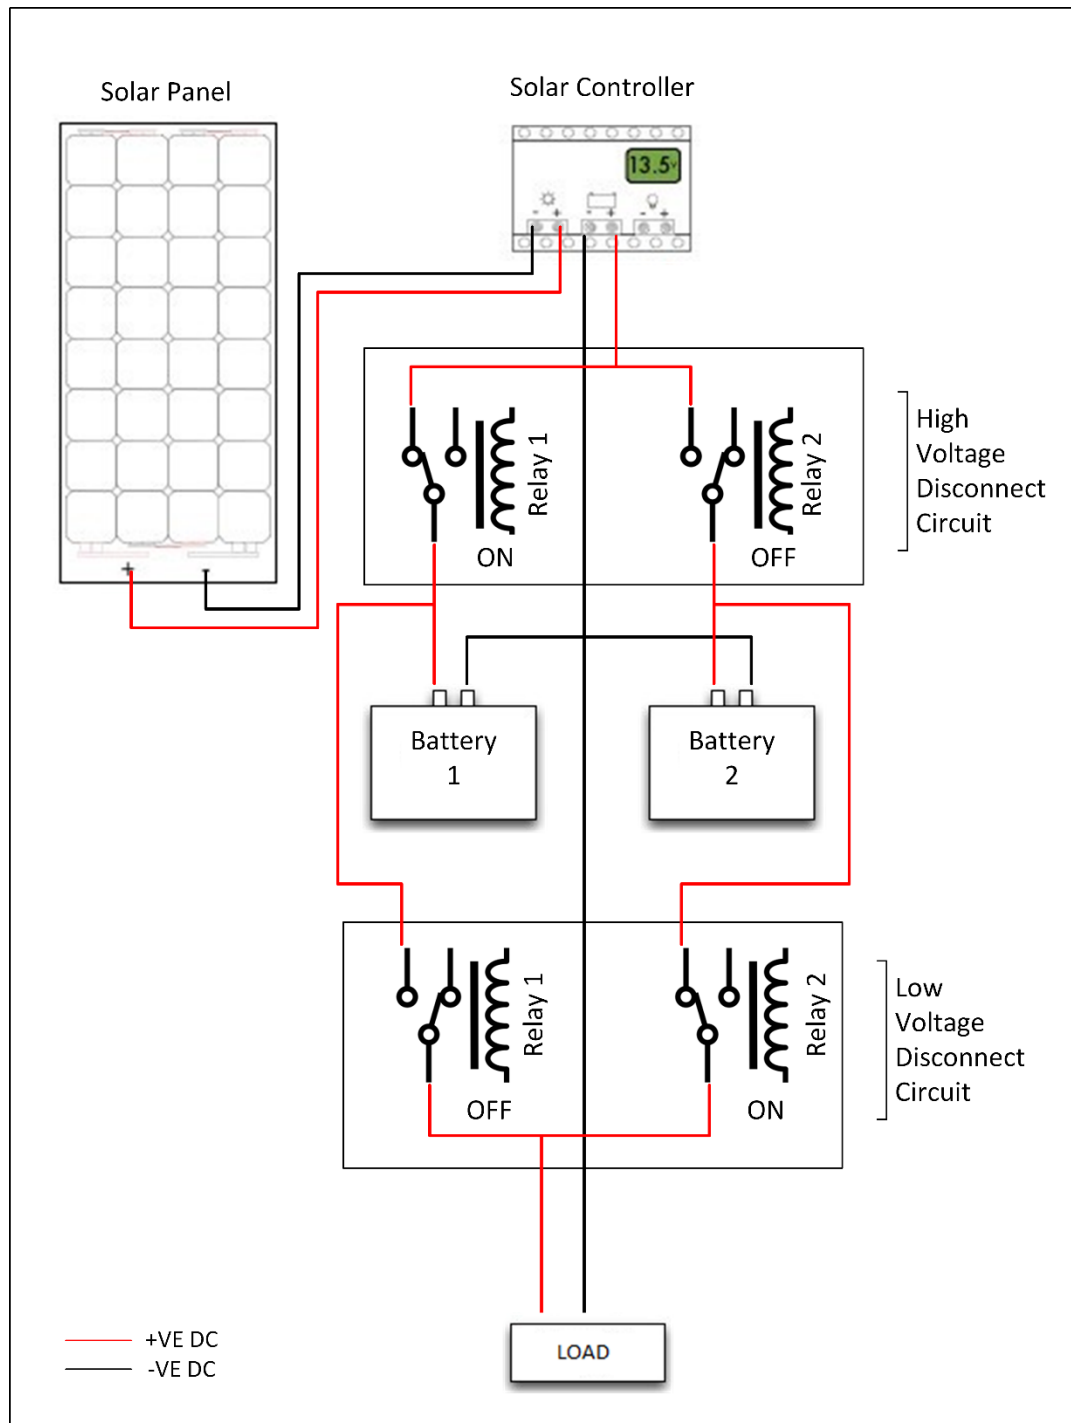 Solar Panel
Solar Controller
13.5v
- + - + - +
Relay 1
Relay 2
ON
OFF
High
Voltage
Disconnect
Circuit
+ -
Battery
1
Battery
2
Relay 1
Relay 2
OFF
ON
Low
Voltage
Disconnect
Circuit
+VE DC
-VE DC
LOAD